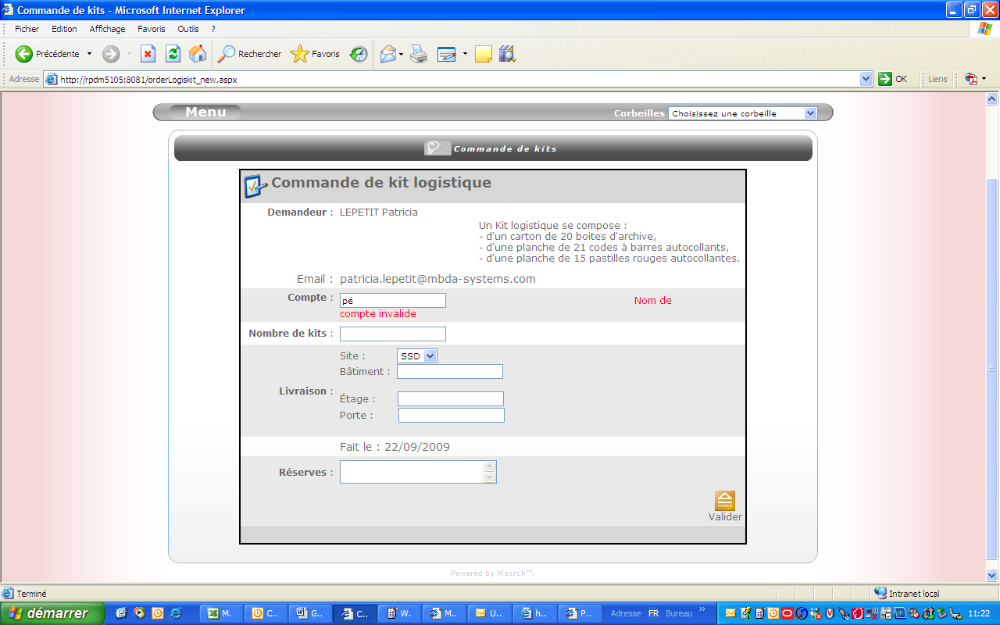 Commande de kits - Microsoft Internet Explorer
Fichier Edition Affichage Favoris Outils ?
Précédente Rechercher Favoris
Adresse http://rpdm5105:8081/orderLogiskit_new.aspx OK Liens
Menu Corbeilles Choisissez une corbeille
Commande de kits
Commande de kit logistique
Demandeur : LEPETIT Patricia
Un Kit logistique se compose :
- d'un carton de 20 boites d'archive,
- d'une planche de 21 codes à barres autocollants,
- d'une planche de 15 pastilles rouges autocollantes.
Email : patricia.lepetit@mbda-systems.com
Compte : pé Nom de
compte invalide
Nombre de kits :
Site : SSD
Bâtiment :
Livraison :
Étage :
Porte :
Fait le : 22/09/2009
Réserves :
Valider
Powered by Maarch™.
Terminé Intranet local
démarrer M. C.. G.. C.. W. M.. U.. h.. P.. Adresse FR Bureau » 11:22